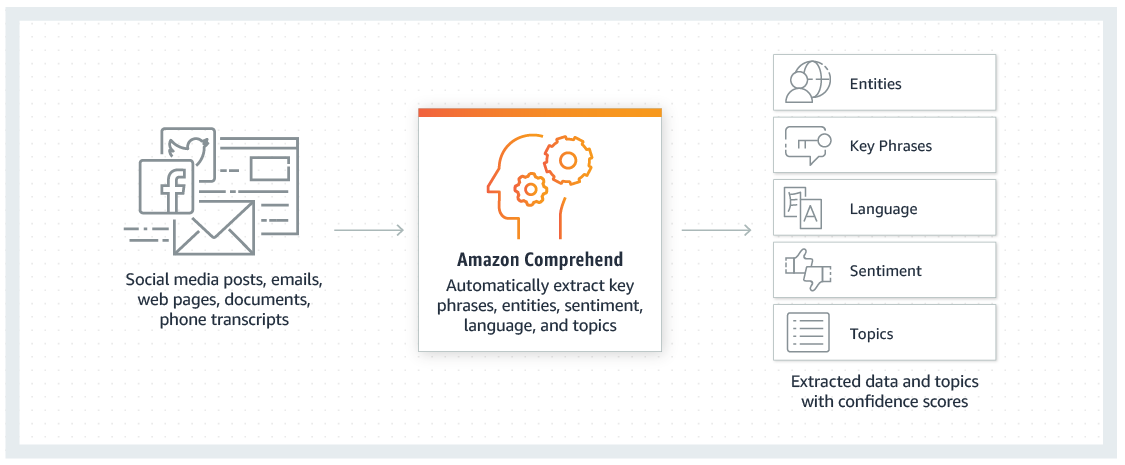 Social media posts, emails,
web pages, documents,
phone transcripts
Amazon Comprehend
Automatically extract key
phrases, entities, sentiment,
language, and topics
Entities
Key Phrases
A
Language
Sentiment
Topics
Extracted data and topics
with confidence scores